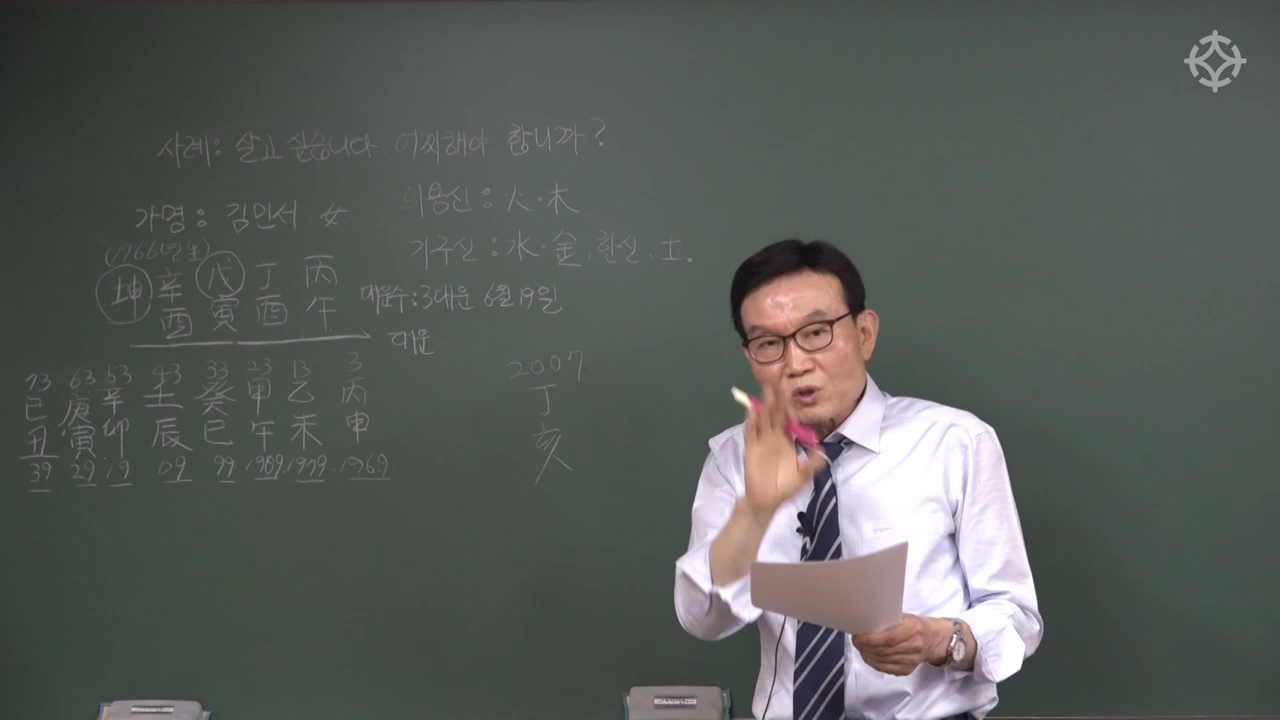 사례: 살고 싶습니다. 어찌해야 합니까?
가명: 김민서 女
희용신: 火·木
기구신: 水·金, 한신: 土.
(1966년生)
坤 辛 戊 丁 丙
酉 寅 酉 午
대운수: 3대운 6월 19일
대운
73 63 53 43 33 23 13 3
己 庚 辛 壬 癸 甲 乙 丙
丑 寅 卯 辰 巳 午 未 申
39 29 19 09 99 1989 1979 1969
2007
丁
亥